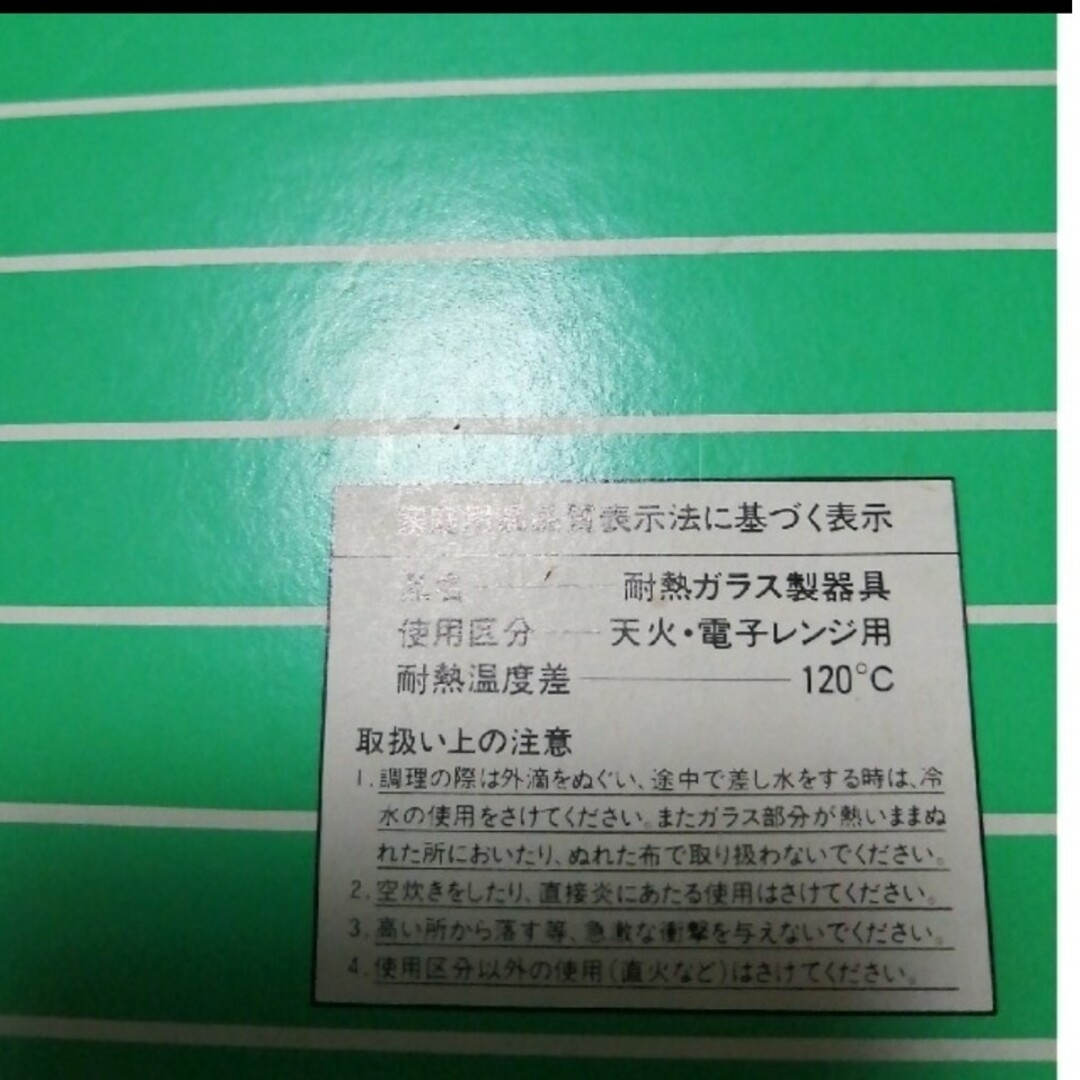 家庭用品品質表示法に基づく表示
品名 耐熱ガラス製器具
使用区分 天火・電子レンジ用
耐熱温度差 120°C
取扱い上の注意
1.調理の際は外滴をぬぐい、途中で差し水をする時は、冷
水の使用をさけてください。またガラス部分が熱いままぬ
れた所においたり、ぬれた布で取り扱わないでください。
2.空炊きをしたり、直接炎にあたる使用はさけてください。
3.高い所から落す等、急激な衝撃を与えないでください。
4.使用区分以外の使用(直火など)はさけてください。